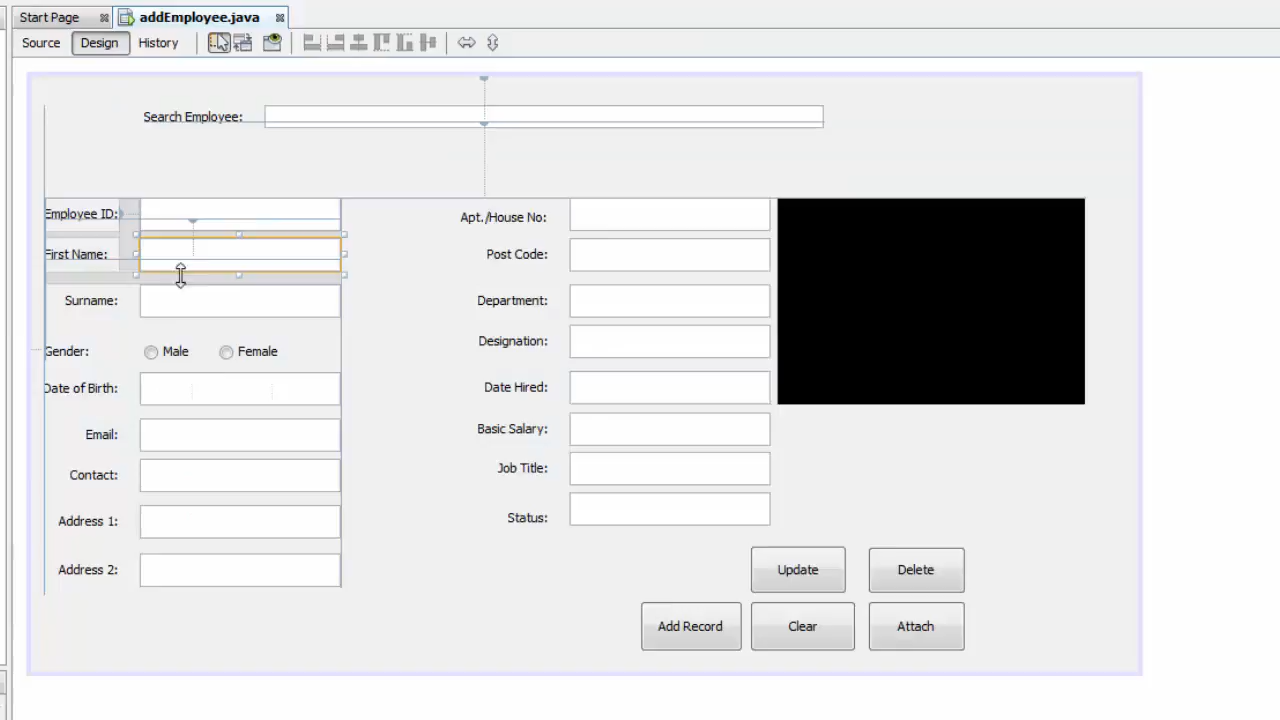 Start Page addEmployee.java
Source Design History
Search Employee:
Employee ID:
First Name:
Surname:
Gender: Male Female
Date of Birth:
Email:
Contact:
Address 1:
Address 2:
Apt./House No:
Post Code:
Department:
Designation:
Date Hired:
Basic Salary:
Job Title:
Status:
Update Delete
Add Record Clear Attach